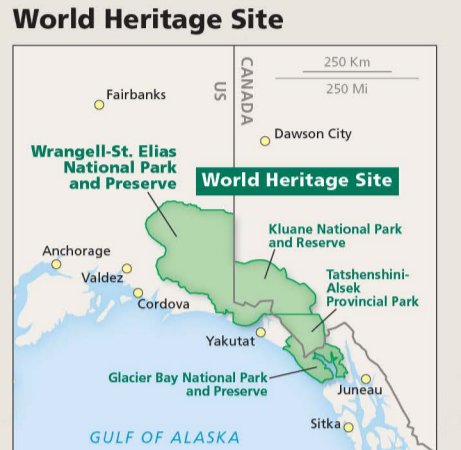 World Heritage Site
250 Km
250 Mi
US
CANADA
Fairbanks
Dawson City
Wrangell-St. Elias
National Park
and Preserve
World Heritage Site
Kluane National Park
and Reserve
Anchorage
Valdez
Cordova
Tatshenshini-
Alsek
Provincial Park
Yakutat
Glacier Bay National Park
and Preserve
Juneau
Sitka
GULF OF ALASKA